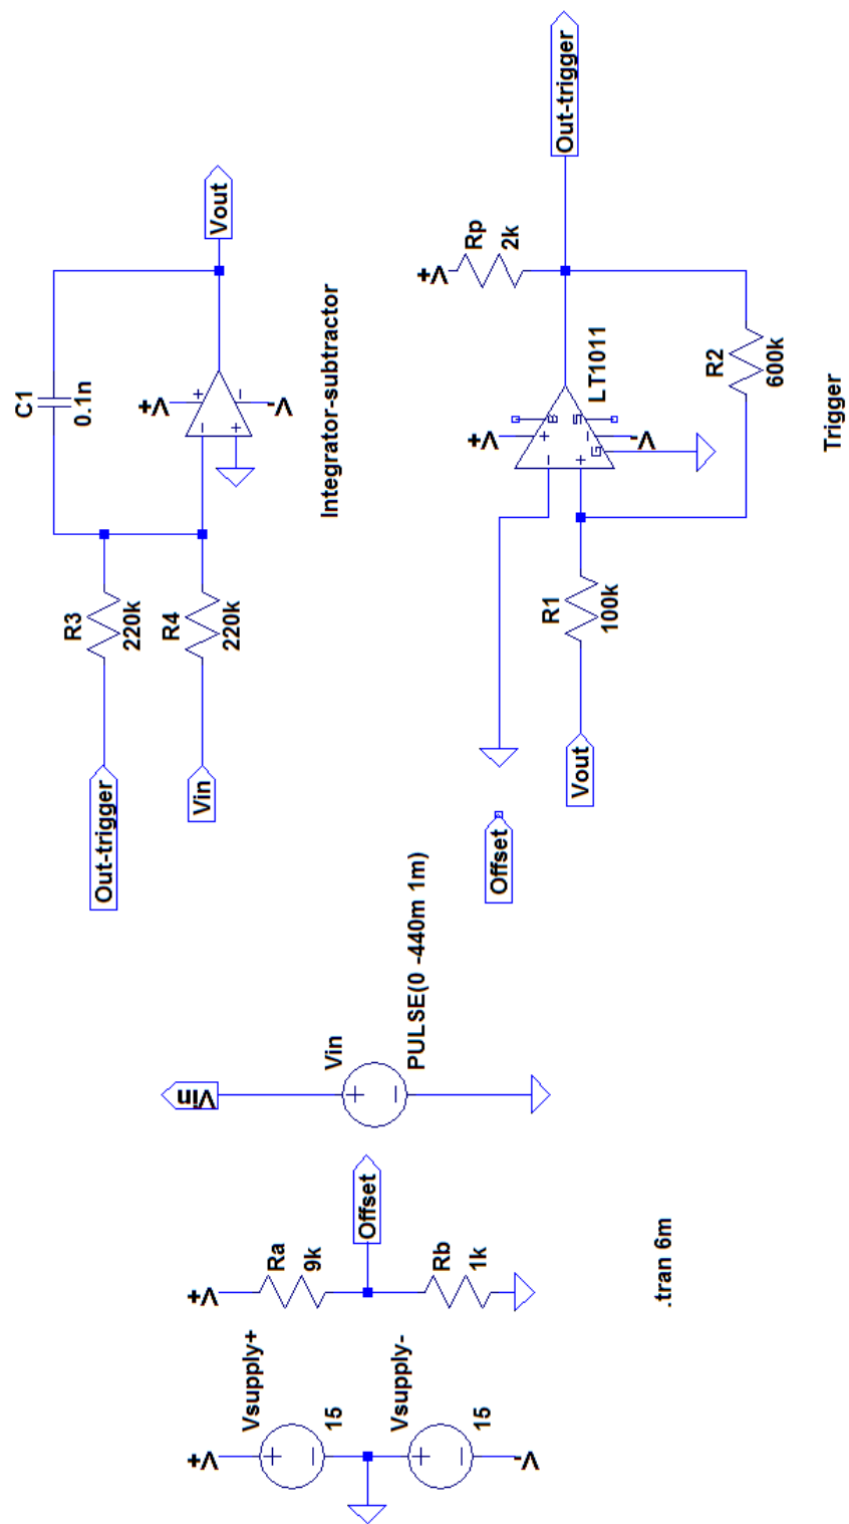 V+
Vsupply+
15
Vsupply-
15
V-
V+
Ra
9k
Offset
Rb
1k
.tran 6m
Vin
Vin
PULSE(0 -440m 1m)
Out-trigger
R3
220k
Vin
R4
220k
C1
0.1n
V+
V-
Vout
Integrator-subtractor
Offset
Vout
R1
100k
V+
B
S
G
V-
LT1011
V+
Rp
2k
Out-trigger
R2
600k
Trigger